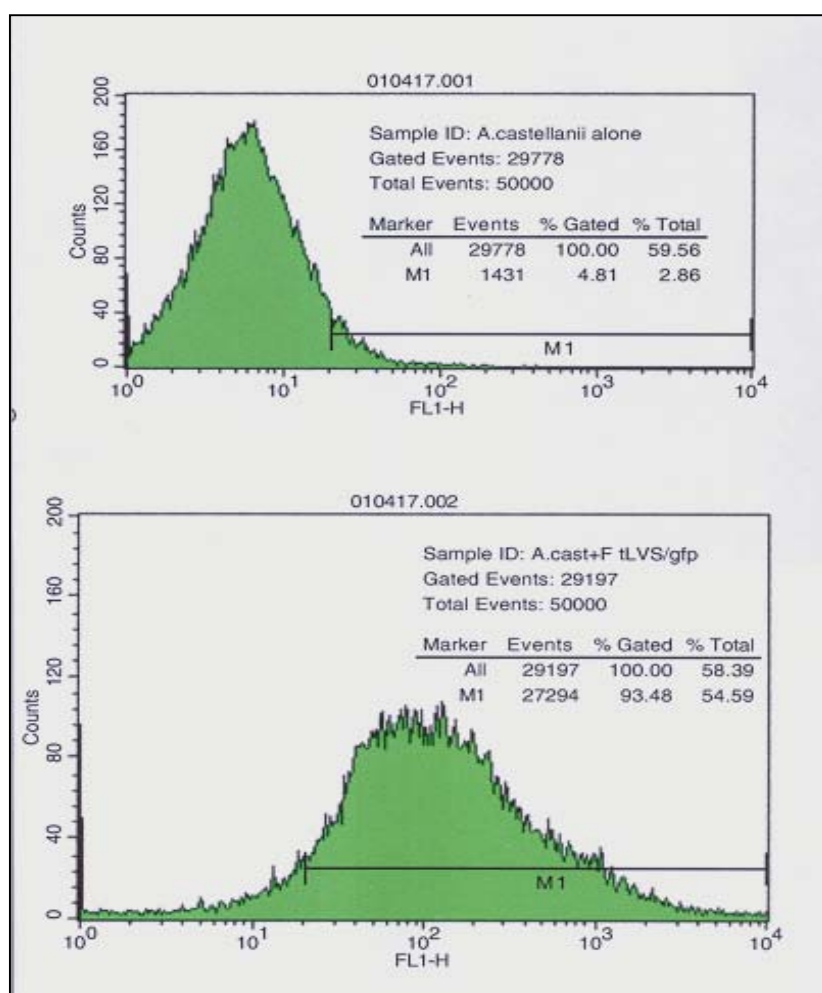 010417.001
200
160
120
80
40
0
Counts
Sample ID: A.castellanii alone
Gated Events: 29778
Total Events: 50000
Marker Events % Gated % Total
All 29778 100.00 59.56
M1 1431 4.81 2.86
M1
10^0 10^1 10^2 10^3 10^4
FL1-H
010417.002
200
160
120
80
40
0
Counts
Sample ID: A.cast+F tLVS/gfp
Gated Events: 29197
Total Events: 50000
Marker Events % Gated % Total
All 29197 100.00 58.39
M1 27294 93.48 54.59
M1
10^0 10^1 10^2 10^3 10^4
FL1-H